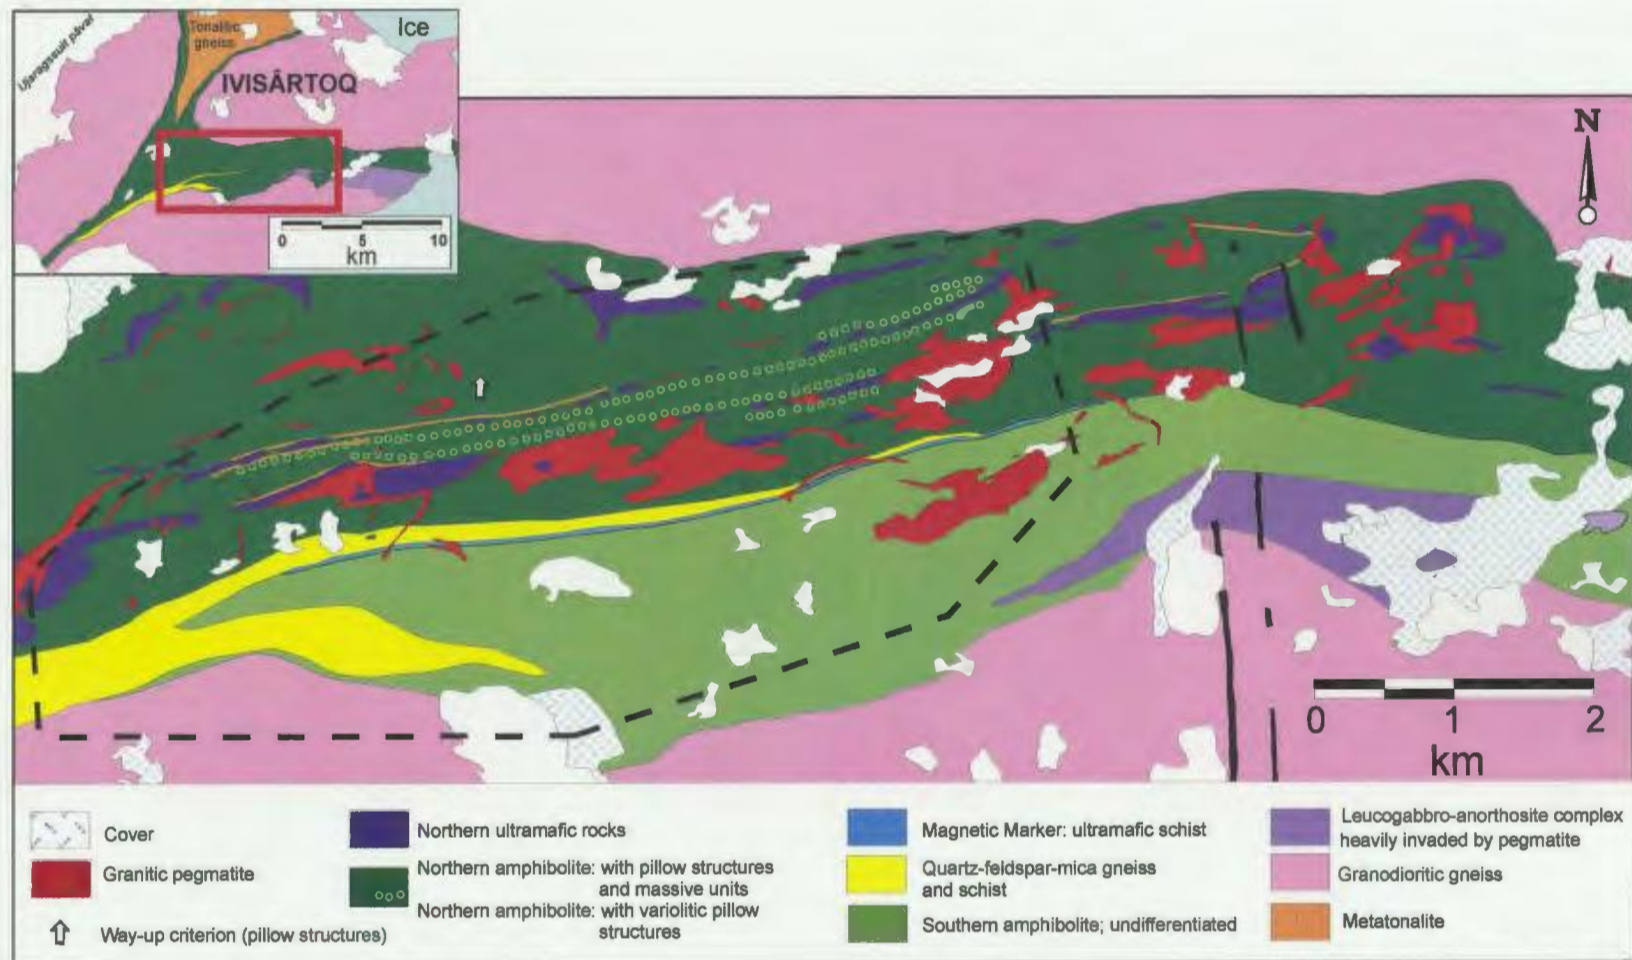 Ujaragssuit pâvat
Tonalitic
gneiss
Ice
IVISÂRTOQ
0 5 10
km
N
0 1 2
km
Cover
Granitic pegmatite
Way-up criterion (pillow structures)
Northern ultramafic rocks
Northern amphibolite: with pillow structures
and massive units
Northern amphibolite: with variolitic pillow
structures
Magnetic Marker: ultramafic schist
Quartz-feldspar-mica gneiss
and schist
Southern amphibolite; undifferentiated
Leucogabbro-anorthosite complex
heavily invaded by pegmatite
Granodioritic gneiss
Metatonalite